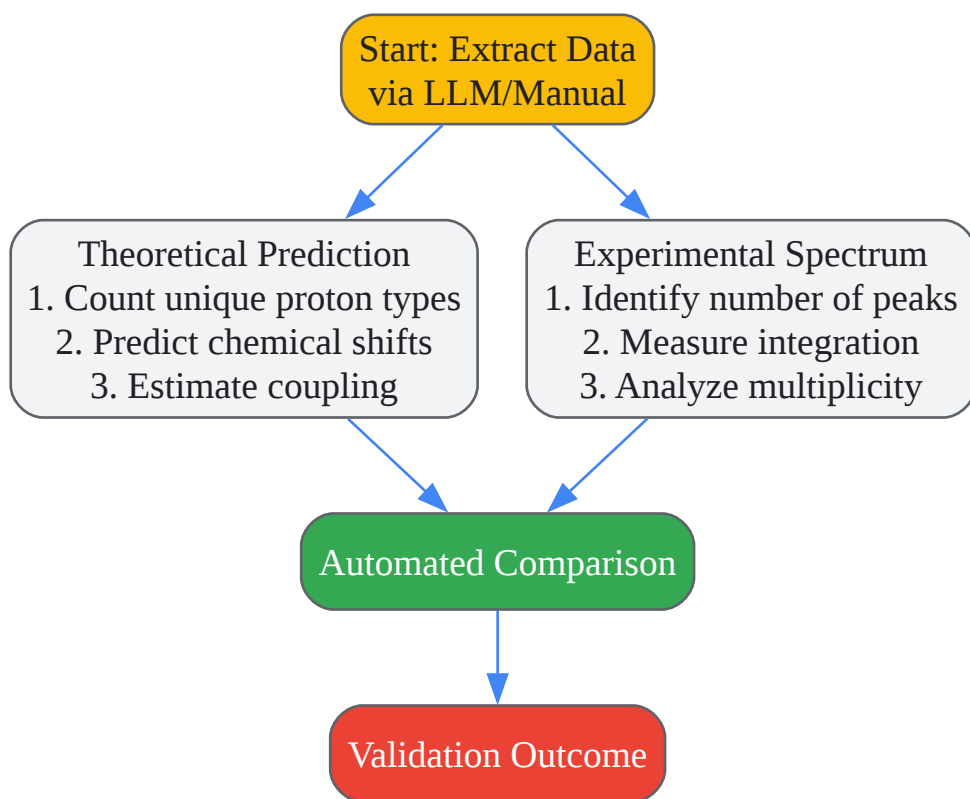 Start: Extract Data
via LLM/Manual
Theoretical Prediction
1. Count unique proton types
2. Predict chemical shifts
3. Estimate coupling
Experimental Spectrum
1. Identify number of peaks
2. Measure integration
3. Analyze multiplicity
Automated Comparison
Validation Outcome